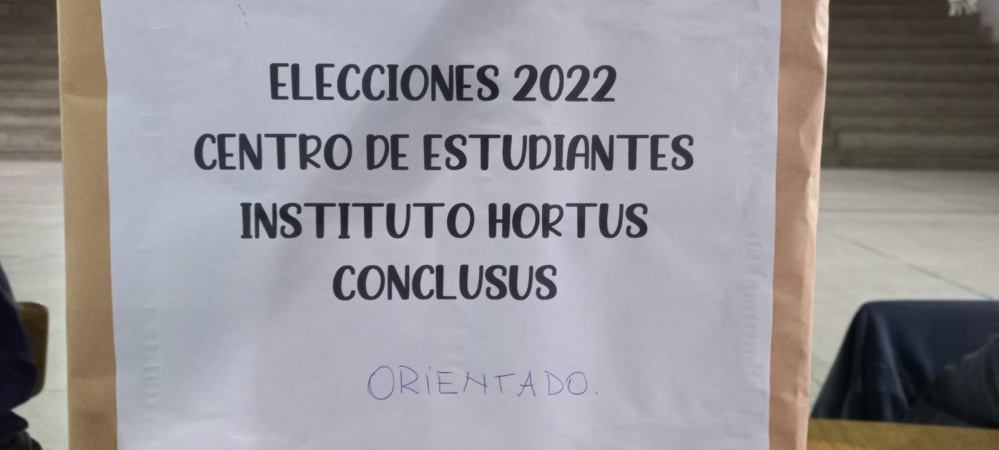 ELECCIONES 2022
CENTRO DE ESTUDIANTES
INSTITUTO HORTUS
CONCLUSUS
ORIENTADO.